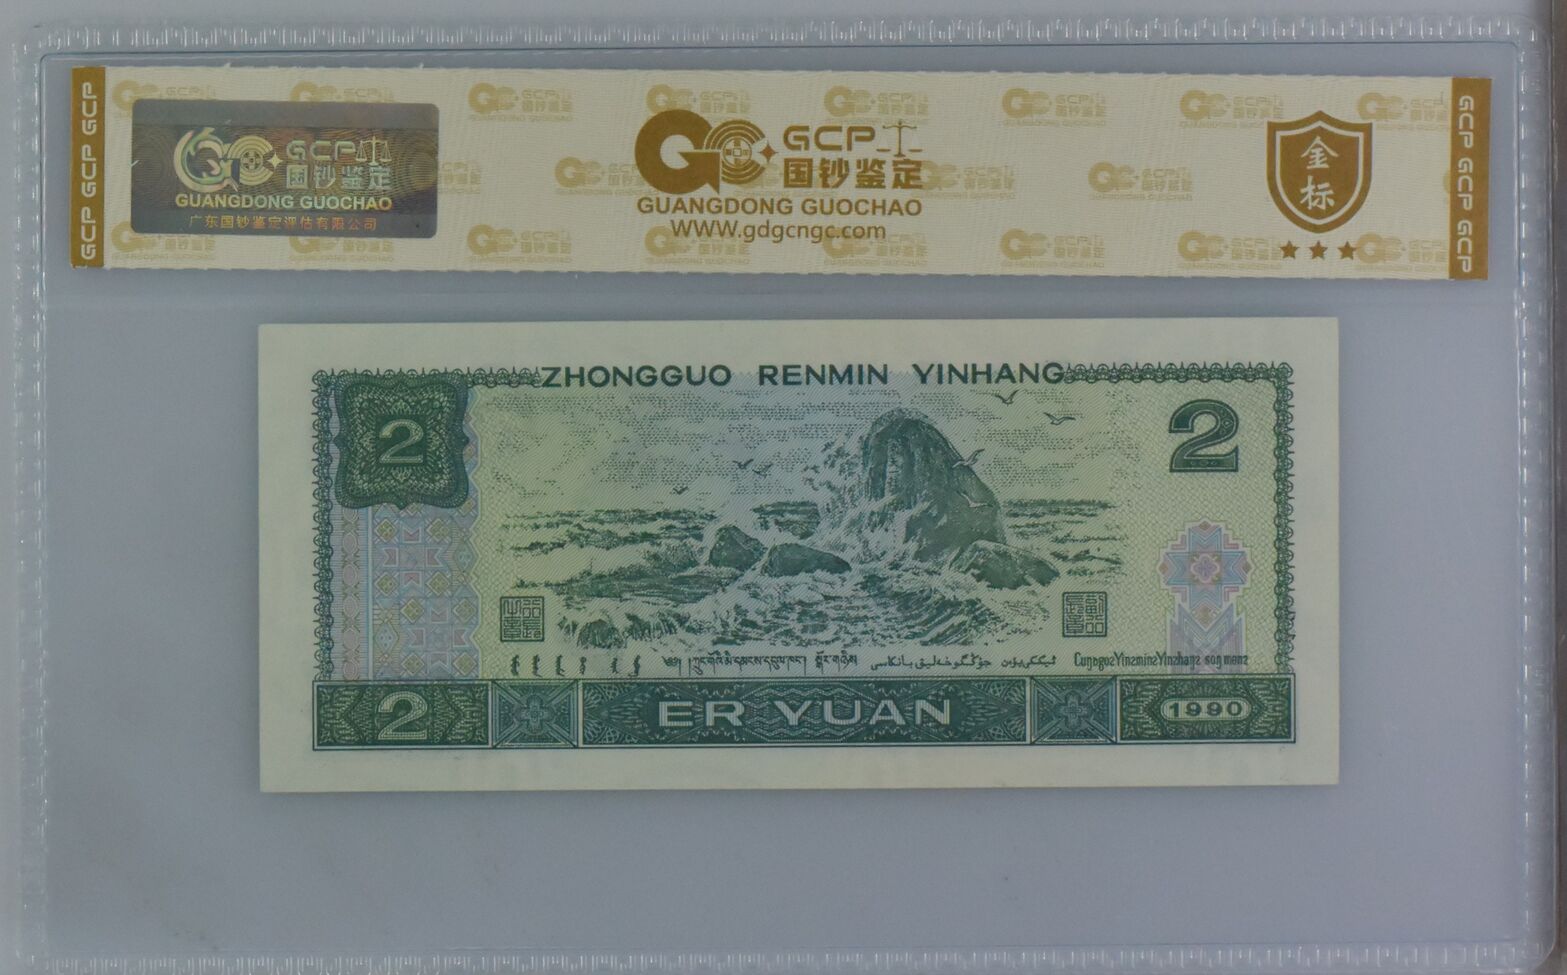 GCP GCP GCP
GCP
国钞鉴定
GUANGDONG GUOCHAO
广东国钞鉴定评估有限公司
GCP
国钞鉴定
GUANGDONG GUOCHAO
WWW.gdgcngc.com
金标
GCP GCP GCP
ZHONGGUO RENMIN YINHANG
2
2
2
ER YUAN
1990